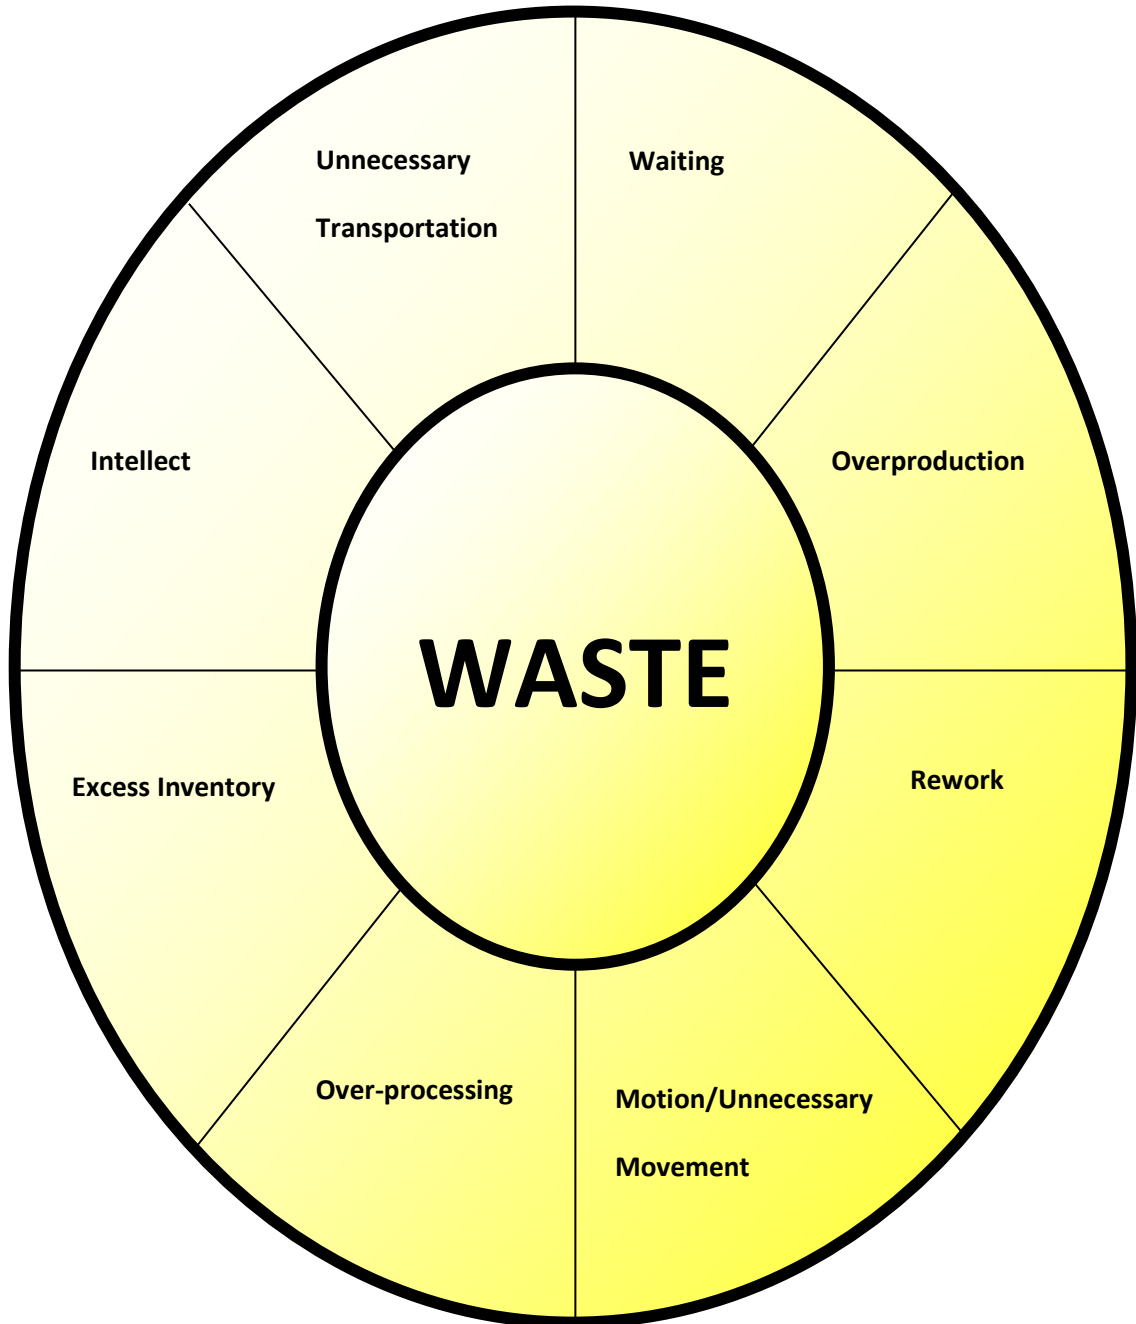 Unnecessary
Transportation
Waiting
Intellect
Overproduction
WASTE
Excess Inventory
Rework
Over-processing
Motion/Unnecessary
Movement